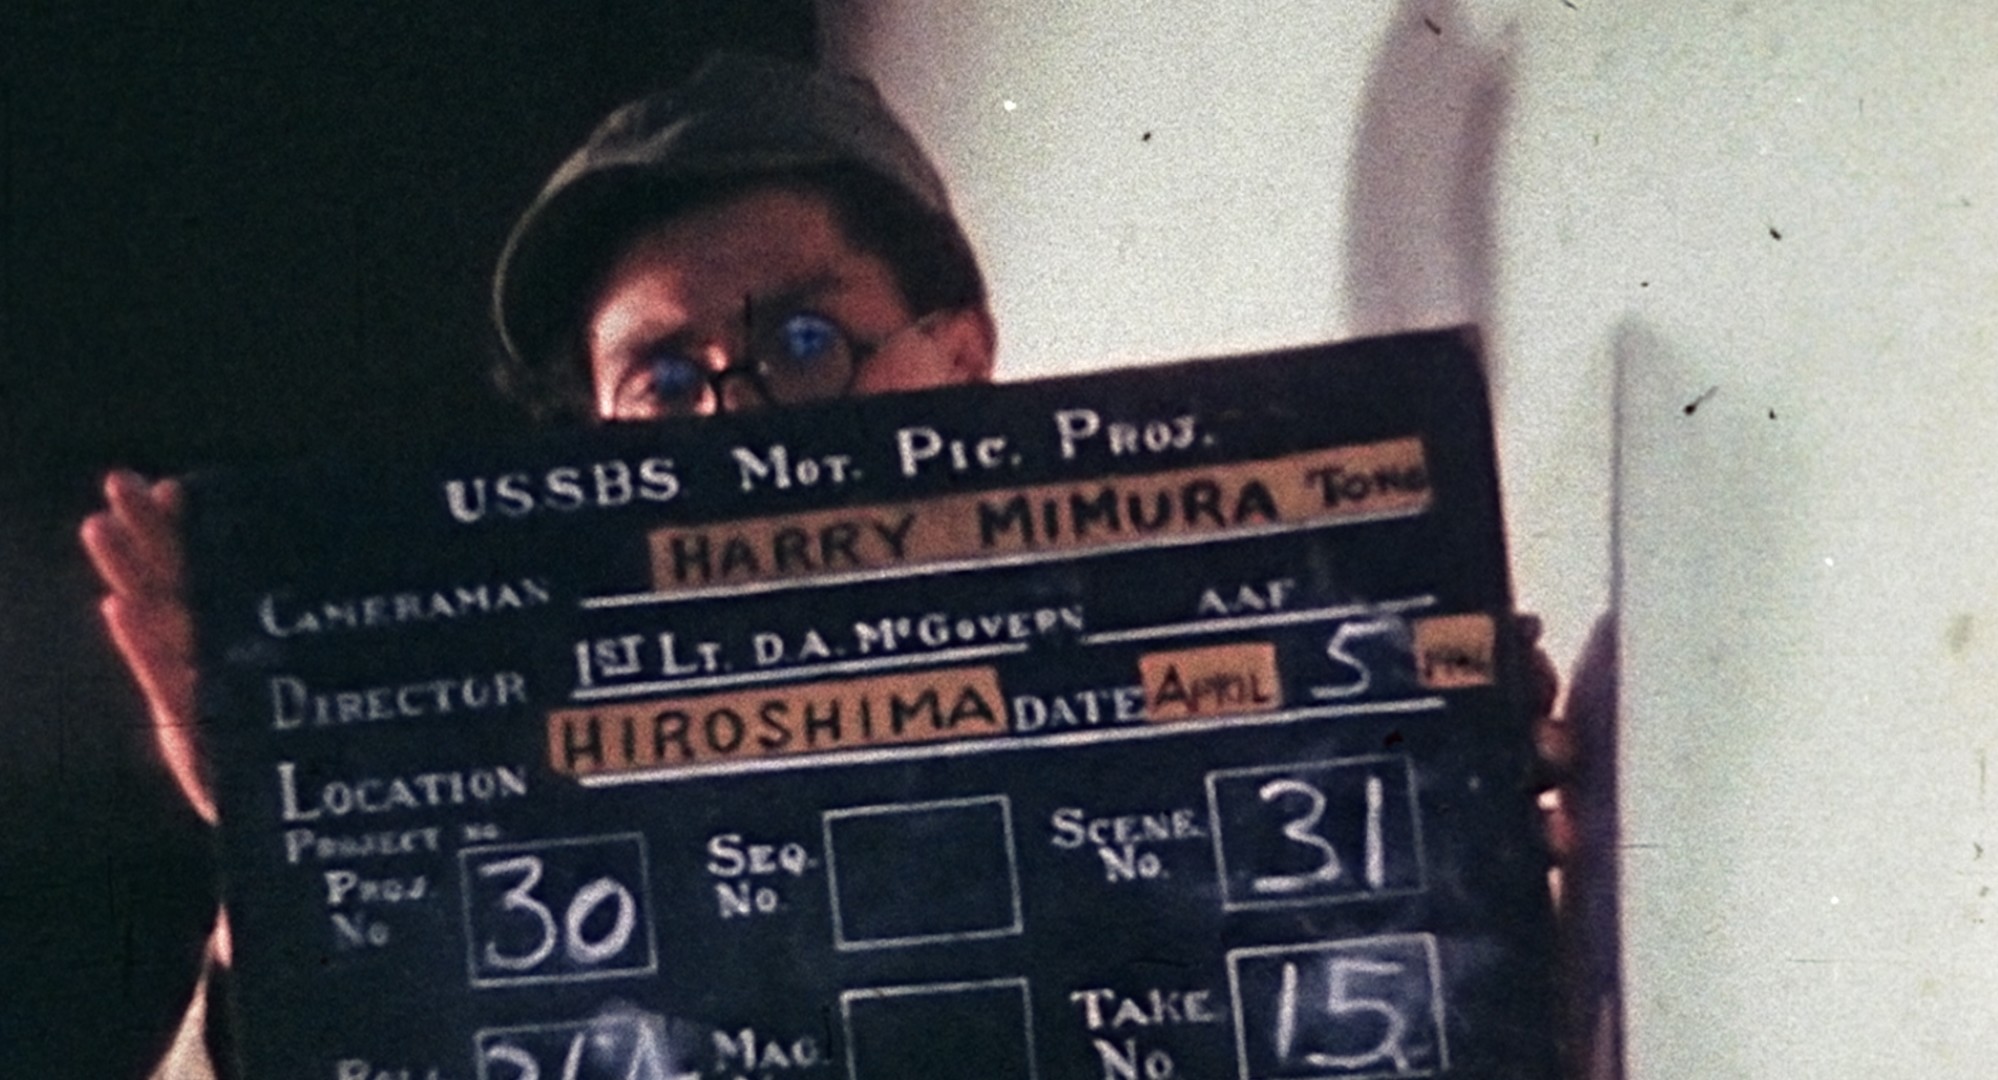 USSBS MOT. PIC. PROJ.
CAMERAMAN HARRY MIMURA TONE
DIRECTOR 1ST LT. D.A. McGOVERN AAF
LOCATION HIROSHIMA DATE APRIL 5
PROJECT No
PROJ. No 30 SEQ. No. SCENE No. 31
ROLL MAG. TAKE No 15